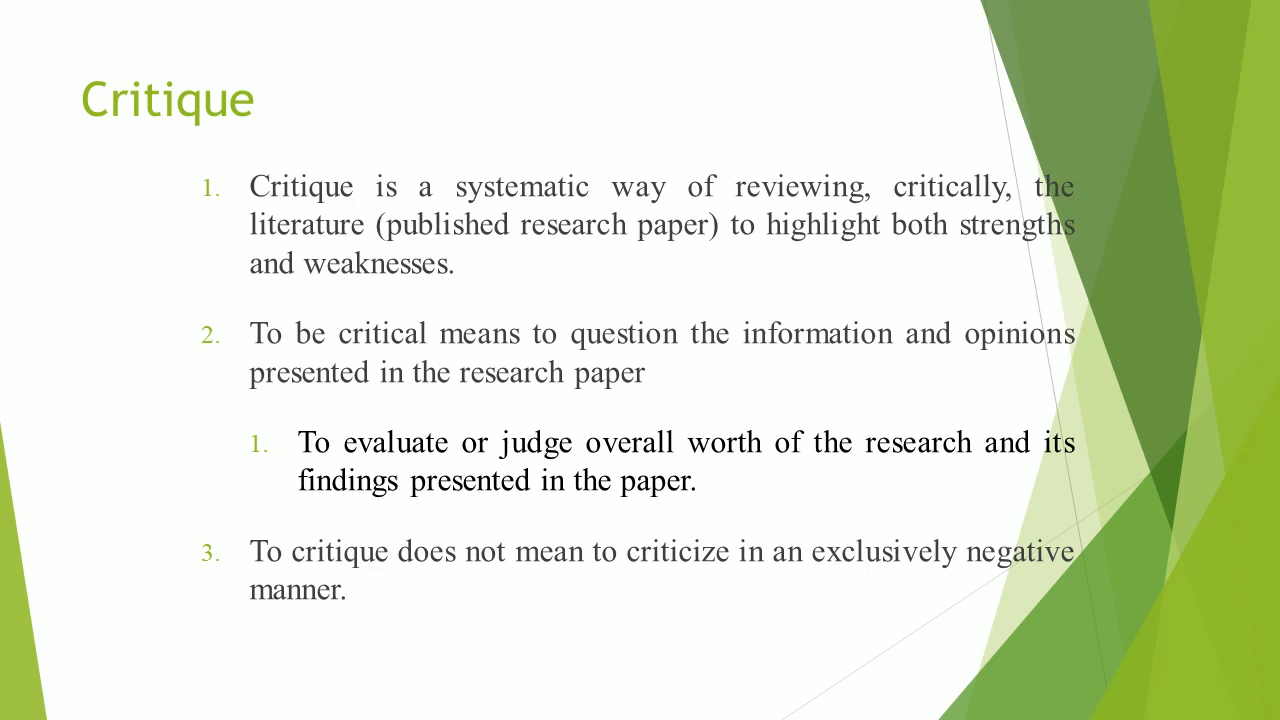 Critique
1. Critique is a systematic way of reviewing, critically, the
literature (published research paper) to highlight both strengths
and weaknesses.
2. To be critical means to question the information and opinions
presented in the research paper
1. To evaluate or judge overall worth of the research and its
findings presented in the paper.
3. To critique does not mean to criticize in an exclusively negative
manner.